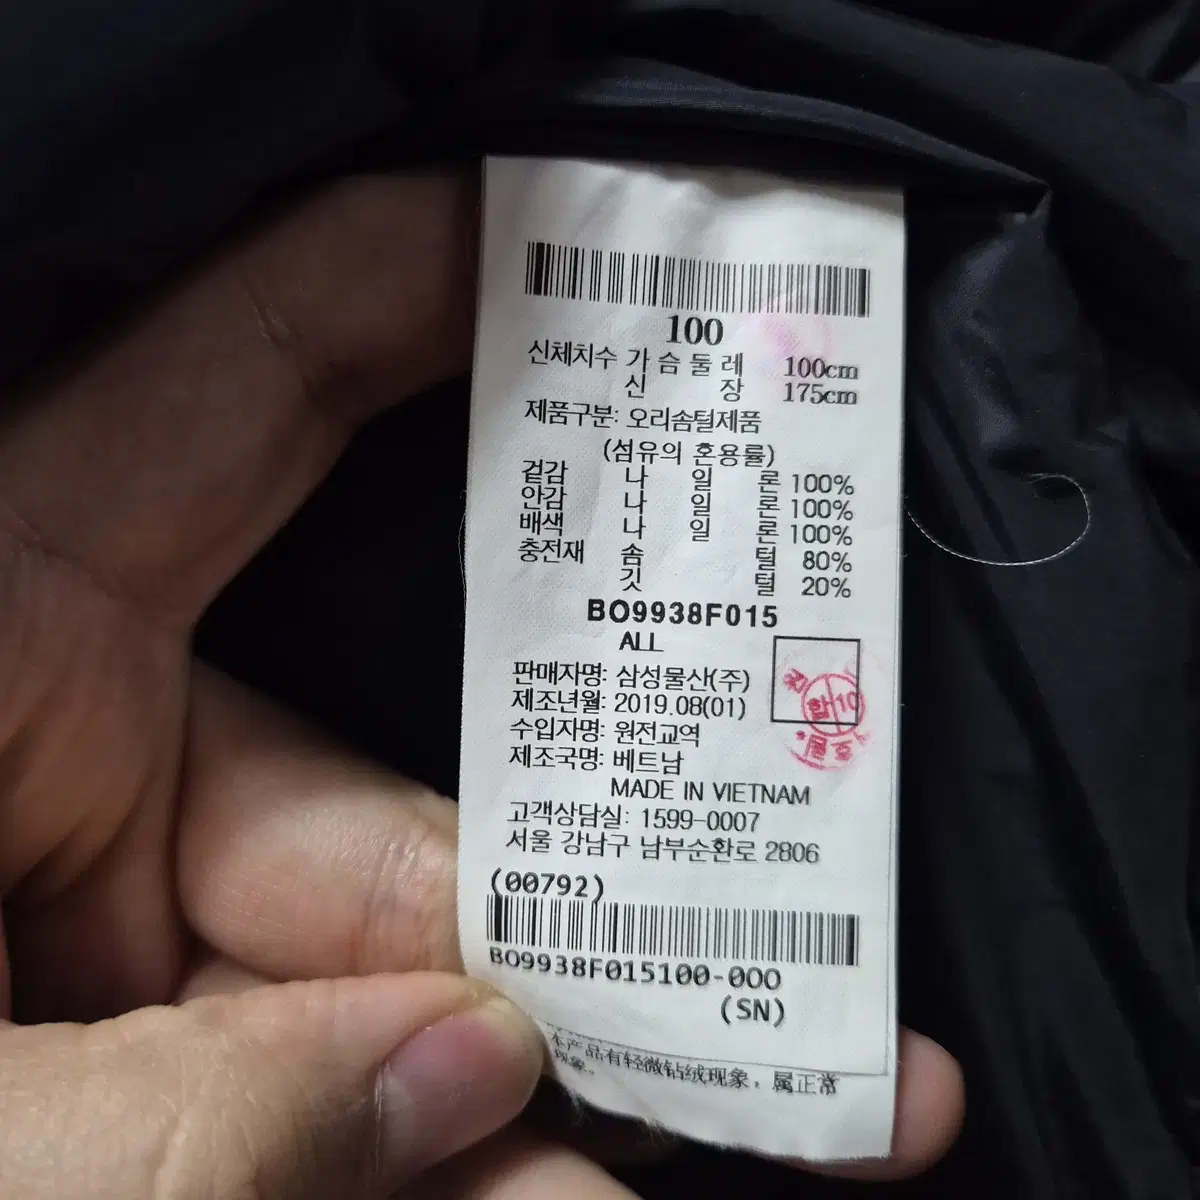 100
신체치수 가슴둘레 100cm
신 장 175cm
제품구분: 오리솜털제품
(섬유의 혼용률)
겉감 나 일 론 100%
안감 나 일 론 100%
배색 나 일 론 100%
충전재 솜 털 80%
깃 털 20%
BO9938F015
ALL
판매자명: 삼성물산(주)
제조년월: 2019.08(01)
수입자명: 원전교역
제조국명: 베트남
MADE IN VIETNAM
고객상담실: 1599-0007
서울 강남구 남부순환로 2806
합 10
(00792)
BO9938F015100-000
(SN)
本产品有轻微钻绒现象，属正常
现象。